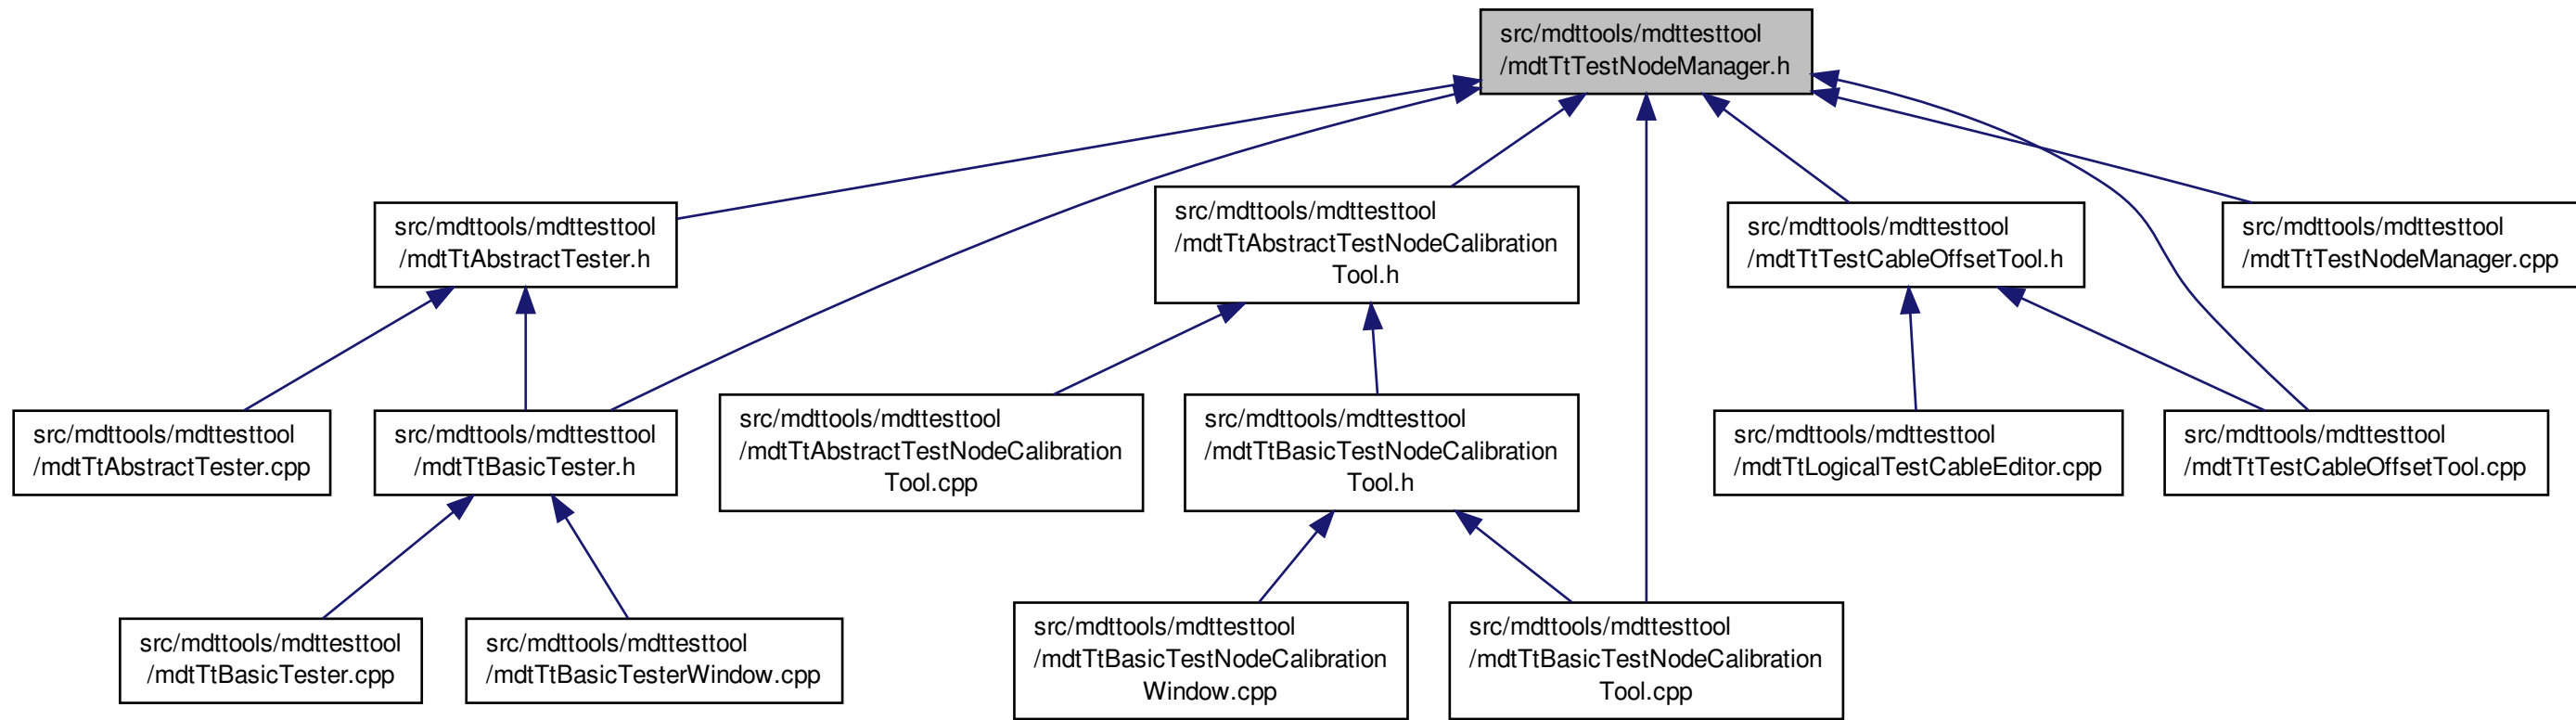 src/mdttools/mdttesttool
/mdtTtTestNodeManager.h
src/mdttools/mdttesttool
/mdtTtAbstractTester.h
src/mdttools/mdttesttool
/mdtTtAbstractTestNodeCalibration
Tool.h
src/mdttools/mdttesttool
/mdtTtTestCableOffsetTool.h
src/mdttools/mdttesttool
/mdtTtTestNodeManager.cpp
src/mdttools/mdttesttool
/mdtTtAbstractTester.cpp
src/mdttools/mdttesttool
/mdtTtBasicTester.h
src/mdttools/mdttesttool
/mdtTtAbstractTestNodeCalibration
Tool.cpp
src/mdttools/mdttesttool
/mdtTtBasicTestNodeCalibration
Tool.h
src/mdttools/mdttesttool
/mdtTtLogicalTestCableEditor.cpp
src/mdttools/mdttesttool
/mdtTtTestCableOffsetTool.cpp
src/mdttools/mdttesttool
/mdtTtBasicTester.cpp
src/mdttools/mdttesttool
/mdtTtBasicTesterWindow.cpp
src/mdttools/mdttesttool
/mdtTtBasicTestNodeCalibration
Window.cpp
src/mdttools/mdttesttool
/mdtTtBasicTestNodeCalibration
Tool.cpp